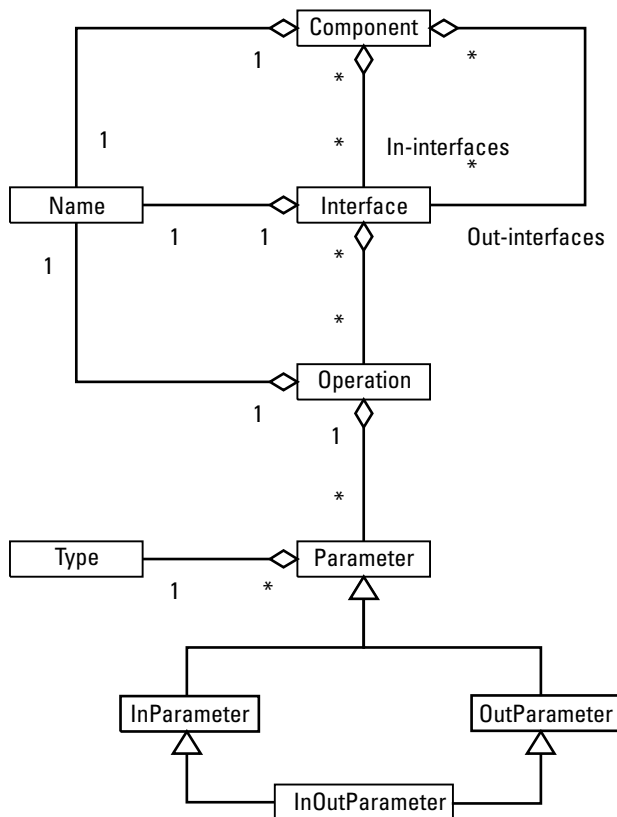 Component
1
*
*
1
*
In-interfaces
*
Name
Interface
1
1
1
*
Out-interfaces
*
Operation
1
1
*
Type
Parameter
1
*
InParameter
OutParameter
InOutParameter